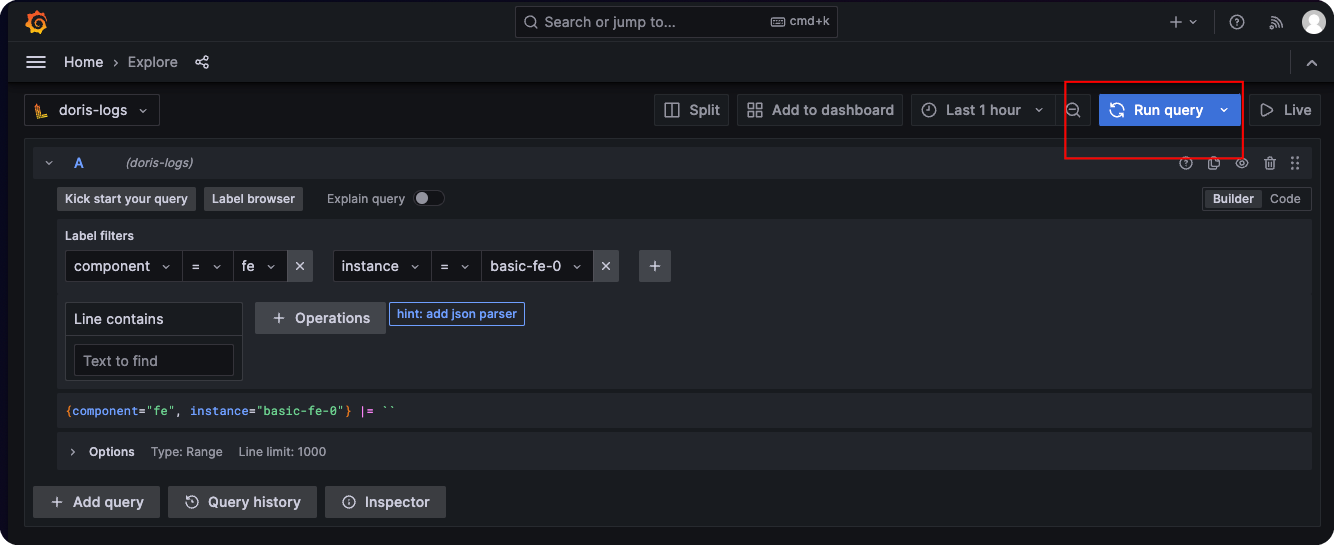 Search or jump to... cmd+k
Home › Explore
doris-logs Split Add to dashboard Last 1 hour Run query Live
A (doris-logs)
Kick start your query Label browser Explain query Builder Code
Label filters
component = fe instance = basic-fe-0
Line contains + Operations hint: add json parser
Text to find
{component="fe", instance="basic-fe-0"} |= ``
Options Type: Range Line limit: 1000
+ Add query Query history Inspector